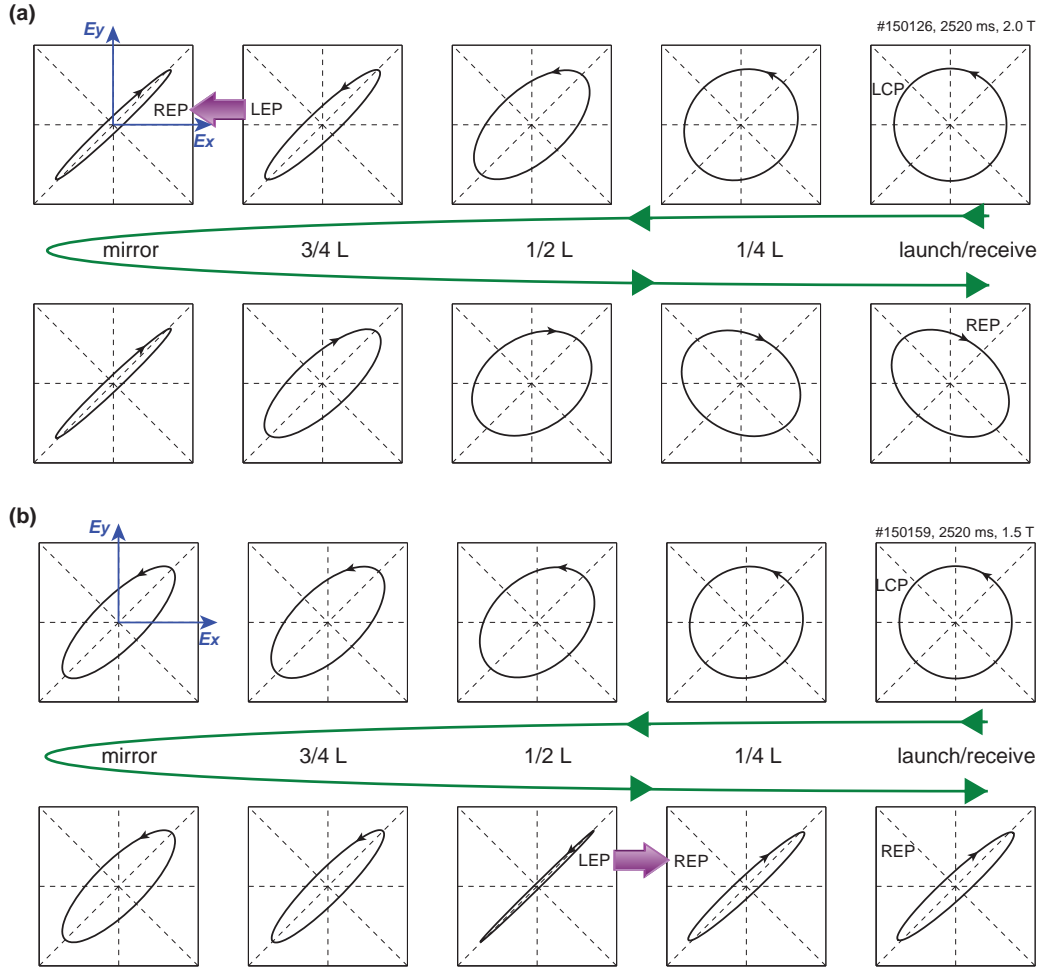 (a)
#150126, 2520 ms, 2.0 T
Ey
REP
LEP
Ex
LCP
mirror 3/4 L 1/2 L 1/4 L launch/receive
REP
(b)
#150159, 2520 ms, 1.5 T
Ey
Ex
LCP
mirror 3/4 L 1/2 L 1/4 L launch/receive
LEP REP REP